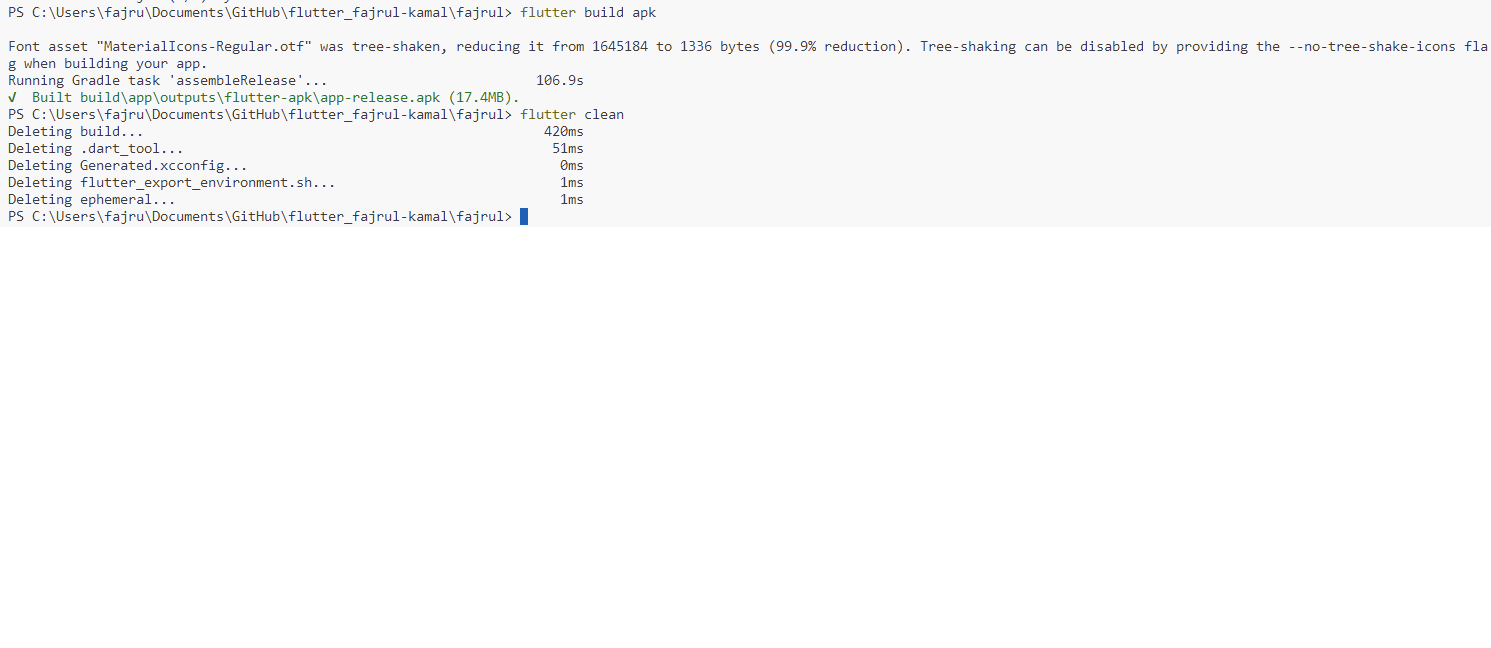 PS C:\Users\fajru\Documents\GitHub\flutter_fajrul-kamal\fajrul> flutter build apk
Font asset "MaterialIcons-Regular.otf" was tree-shaken, reducing it from 1645184 to 1336 bytes (99.9% reduction). Tree-shaking can be disabled by providing the --no-tree-shake-icons fla
g when building your app.
Running Gradle task 'assembleRelease'... 106.9s
√ Built build\app\outputs\flutter-apk\app-release.apk (17.4MB).
PS C:\Users\fajru\Documents\GitHub\flutter_fajrul-kamal\fajrul> flutter clean
Deleting build... 420ms
Deleting .dart_tool... 51ms
Deleting Generated.xcconfig... 0ms
Deleting flutter_export_environment.sh... 1ms
Deleting ephemeral... 1ms
PS C:\Users\fajru\Documents\GitHub\flutter_fajrul-kamal\fajrul>